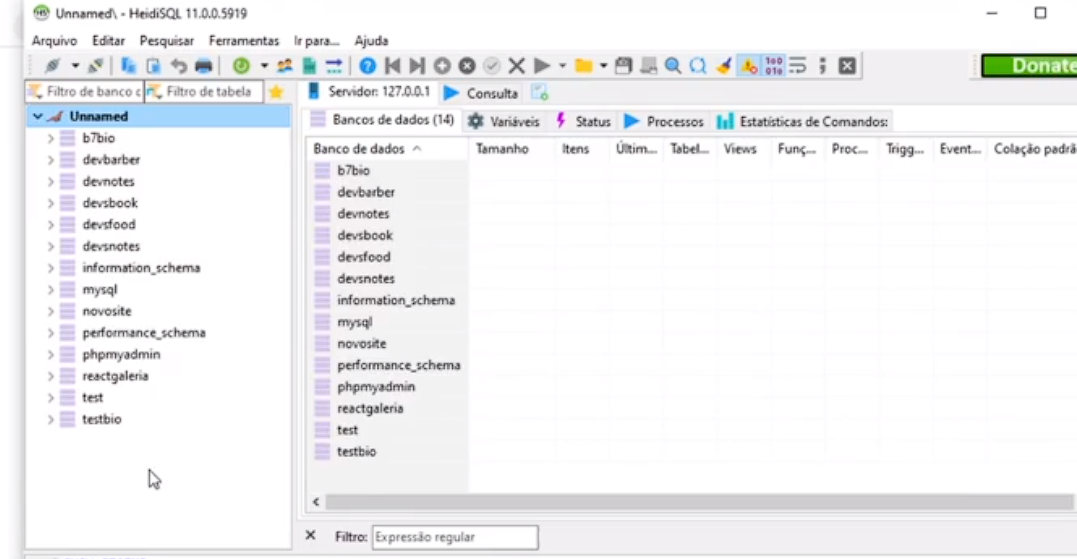 Unnamed\ - HeidiSQL 11.0.0.5919
Arquivo Editar Pesquisar Ferramentas Ir para... Ajuda
Donate
Filtro de banco d Filtro de tabela
Servidor: 127.0.0.1 Consulta
Unnamed
b7bio
devbarber
devnotes
devsbook
devsfood
devsnotes
information_schema
mysql
novosite
performance_schema
phpmyadmin
reactgaleria
test
testbio
Bancos de dados (14) Variáveis Status Processos Estatísticas de Comandos:
Banco de dados Tamanho Itens Últim... Tabel... Views Funç... Proc... Trigg... Event... Colação padrã
b7bio
devbarber
devnotes
devsbook
devsfood
devsnotes
information_schema
mysql
novosite
performance_schema
phpmyadmin
reactgaleria
test
testbio
Filtro: Expressão regular